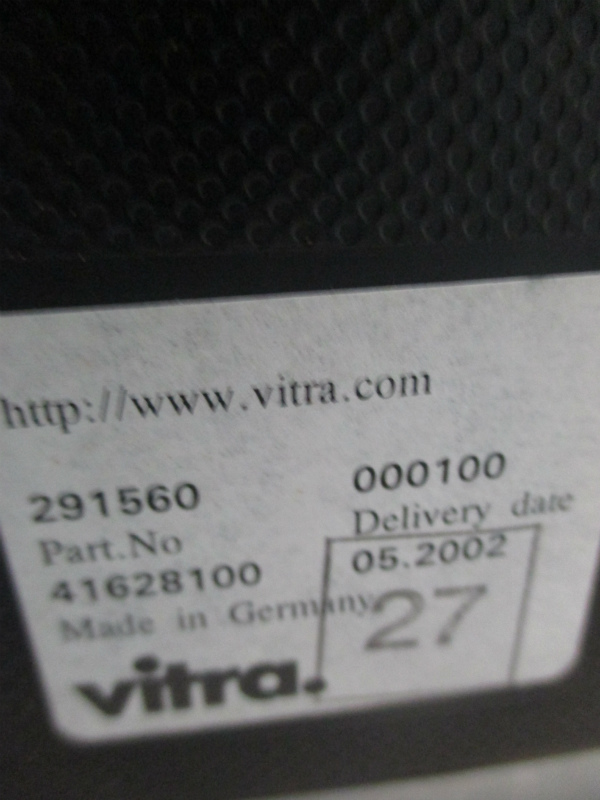 http://www.vitra.com
291560 000100
Part.No Delivery date
41628100 05.2002
Made in Germany 27
vitra.